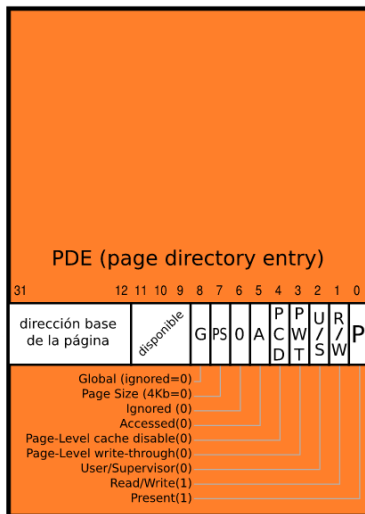 PDE (page directory entry)
31 12 11 10 9 8 7 6 5 4 3 2 1 0
dirección base
de la página
disponible
G
PS
0
A
PCD
PWT
U/S
R/W
P
Global (ignored=0)
Page Size (4Kb=0)
Ignored (0)
Accessed(0)
Page-Level cache disable(0)
Page-Level write-through(0)
User/Supervisor(0)
Read/Write(1)
Present(1)